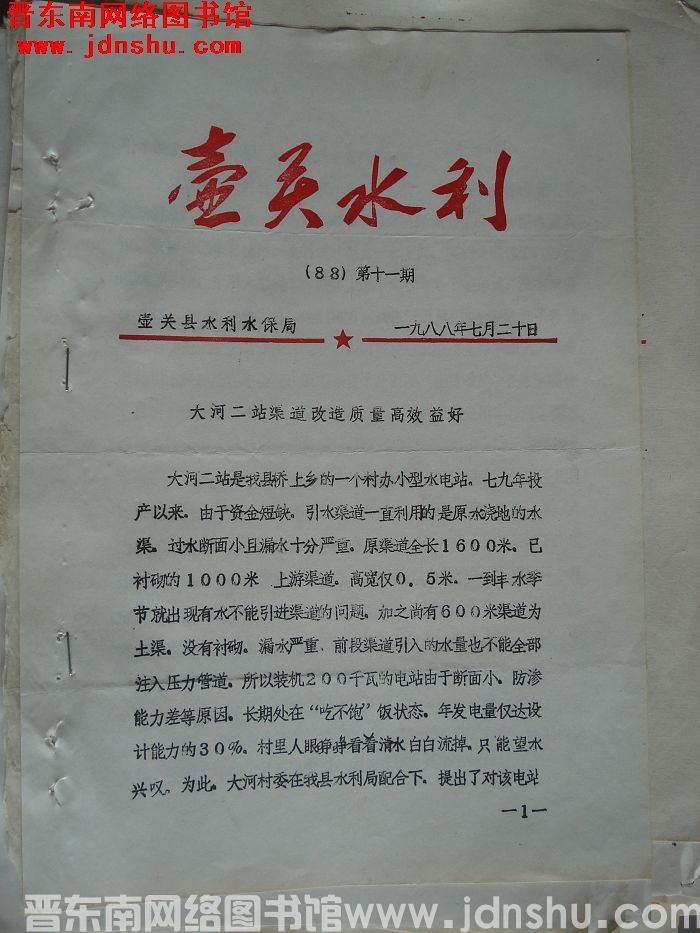 晋东南网络图书馆
www.jdnshu.com
壶关水利
（88）第十一期
壶关县水利水保局 一九八八年七月二十日
大河二站渠道改造质量高效益好
大河二站是我县桥上乡的一个村办小型水电站。七九年投
产以来。由于资金短缺。引水渠道一直利用的是原水浇地的水
渠。过水断面小且漏水十分严重。原渠道全长1600米。已
衬砌的1000米 上游渠道。高宽仅0．5米。一到丰水季
节就出现有水不能引进渠道的问题。加之尚有600米渠道为
土渠。没有衬砌。漏水严重、前段渠道引入的水量也不能全部
注入压力管道。所以装机200千瓦的电站由于断面小。防渗
能力差等原因。长期处在“吃不饱”饭状态。年发电量仅达设
计能力的30%。村里人眼睁睁看着清水白白流掉。只能望水
兴叹。为此。大河村委在我县水利局配合下。提出了对该电站
—1—
晋东南网络图书馆www.jdnshu.com